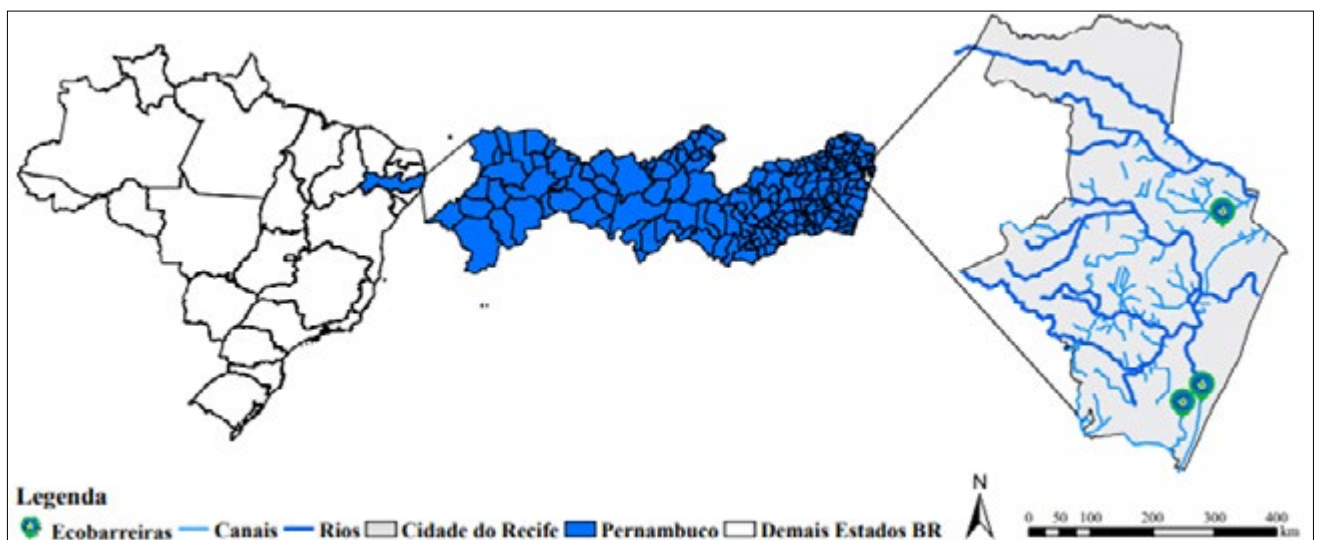 Legenda
Ecobarreiras Canais Rios Cidade do Recife Pernambuco Demais Estados BR
N
0 50 100 200 300 400
km